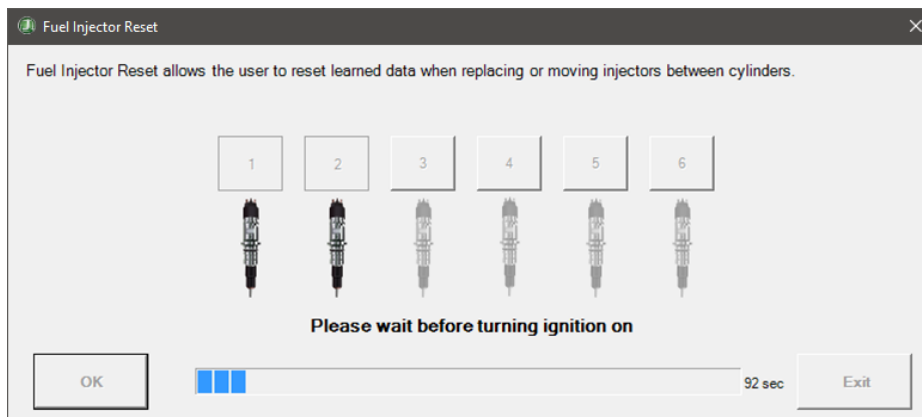 Fuel Injector Reset
Fuel Injector Reset allows the user to reset learned data when replacing or moving injectors between cylinders.
1 2 3 4 5 6
Please wait before turning ignition on
OK 92 sec Exit